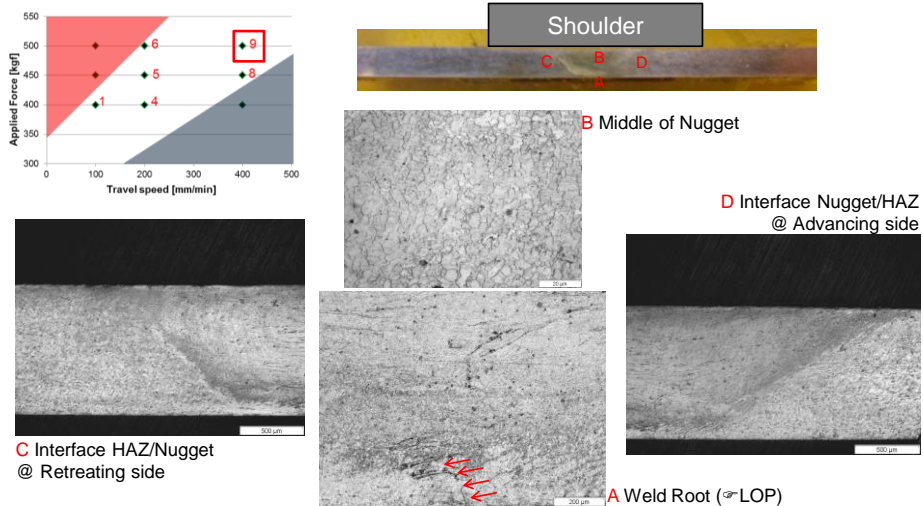 Shoulder
C
B
D
A
550
500
450
400
350
300
Applied Force [kgf]
6
9
5
8
1
4
0
100
200
300
400
500
Travel speed [mm/min]
B Middle of Nugget
20 µm
D Interface Nugget/HAZ
@ Advancing side
500 µm
C Interface HAZ/Nugget
@ Retreating side
500 µm
200 µm
A Weld Root (☞LOP)